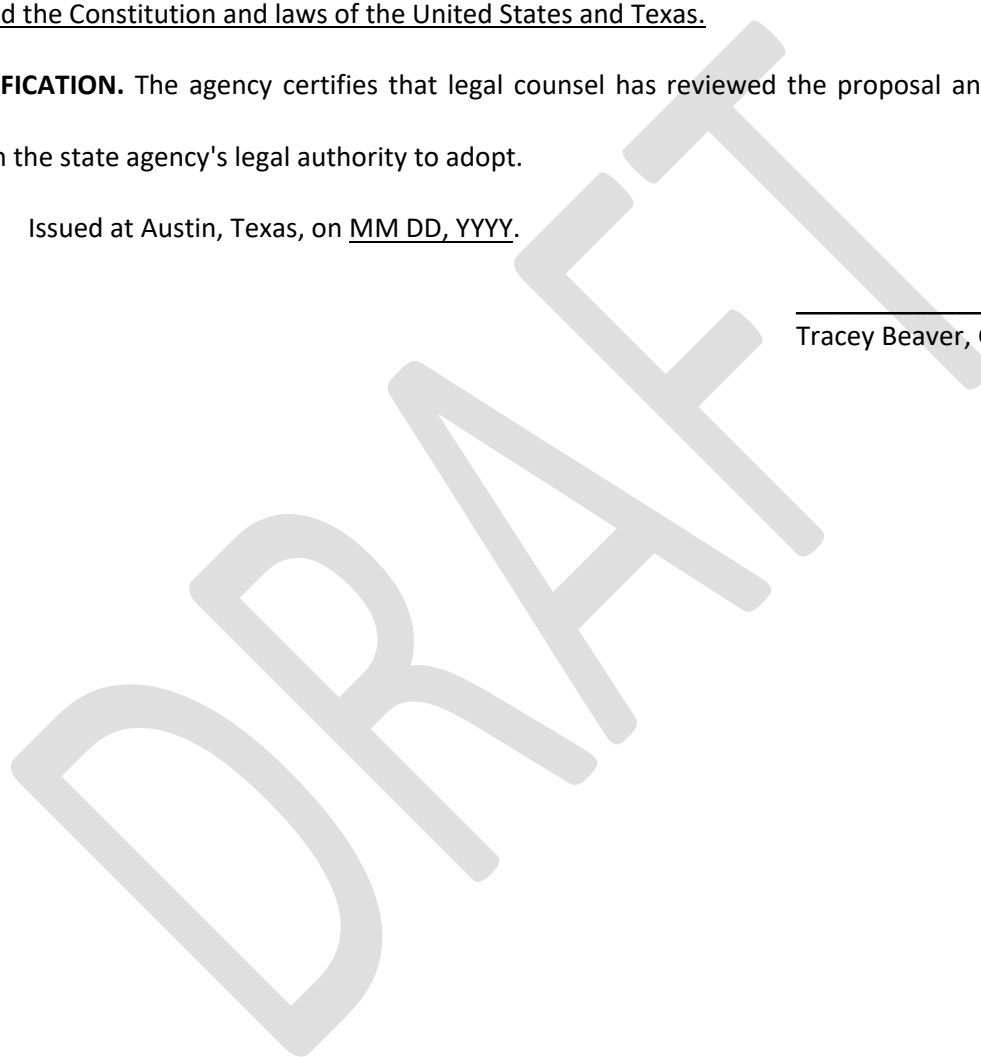 d the Constitution and laws of the United States and Texas.
FICATION. The agency certifies that legal counsel has reviewed the proposal an
n the state agency's legal authority to adopt.
Issued at Austin, Texas, on MM DD, YYYY.
Tracey Beaver,
DRAFT